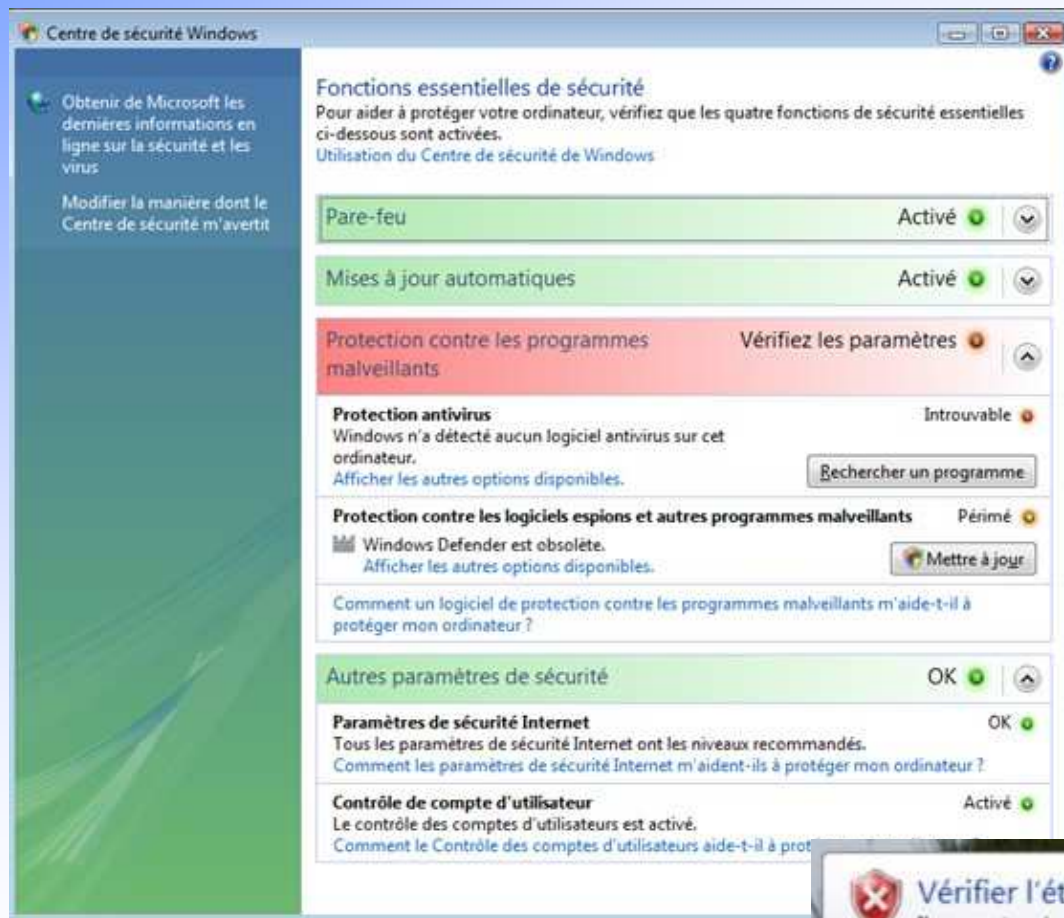 Centre de sécurité Windows
Obtenir de Microsoft les
dernières informations en
ligne sur la sécurité et les
virus
Modifier la manière dont le
Centre de sécurité m'avertit
Fonctions essentielles de sécurité
Pour aider à protéger votre ordinateur, vérifiez que les quatre fonctions de sécurité essentielles
ci-dessous sont activées.
Utilisation du Centre de sécurité de Windows
Pare-feu Activé
Mises à jour automatiques Activé
Protection contre les programmes Vérifiez les paramètres
malveillants
Protection antivirus Introuvable
Windows n'a détecté aucun logiciel antivirus sur cet
ordinateur.
Afficher les autres options disponibles.
Rechercher un programme
Protection contre les logiciels espions et autres programmes malveillants Périmé
Windows Defender est obsolète.
Afficher les autres options disponibles.
Mettre à jour
Comment un logiciel de protection contre les programmes malveillants m'aide-t-il à
protéger mon ordinateur ?
Autres paramètres de sécurité OK
Paramètres de sécurité Internet OK
Tous les paramètres de sécurité Internet ont les niveaux recommandés.
Comment les paramètres de sécurité Internet m'aident-ils à protéger mon ordinateur ?
Contrôle de compte d'utilisateur Activé
Le contrôle des comptes d'utilisateurs est activé.
Comment le Contrôle des comptes d'utilisateurs aide-t-il à prot
Vérifier l'ét